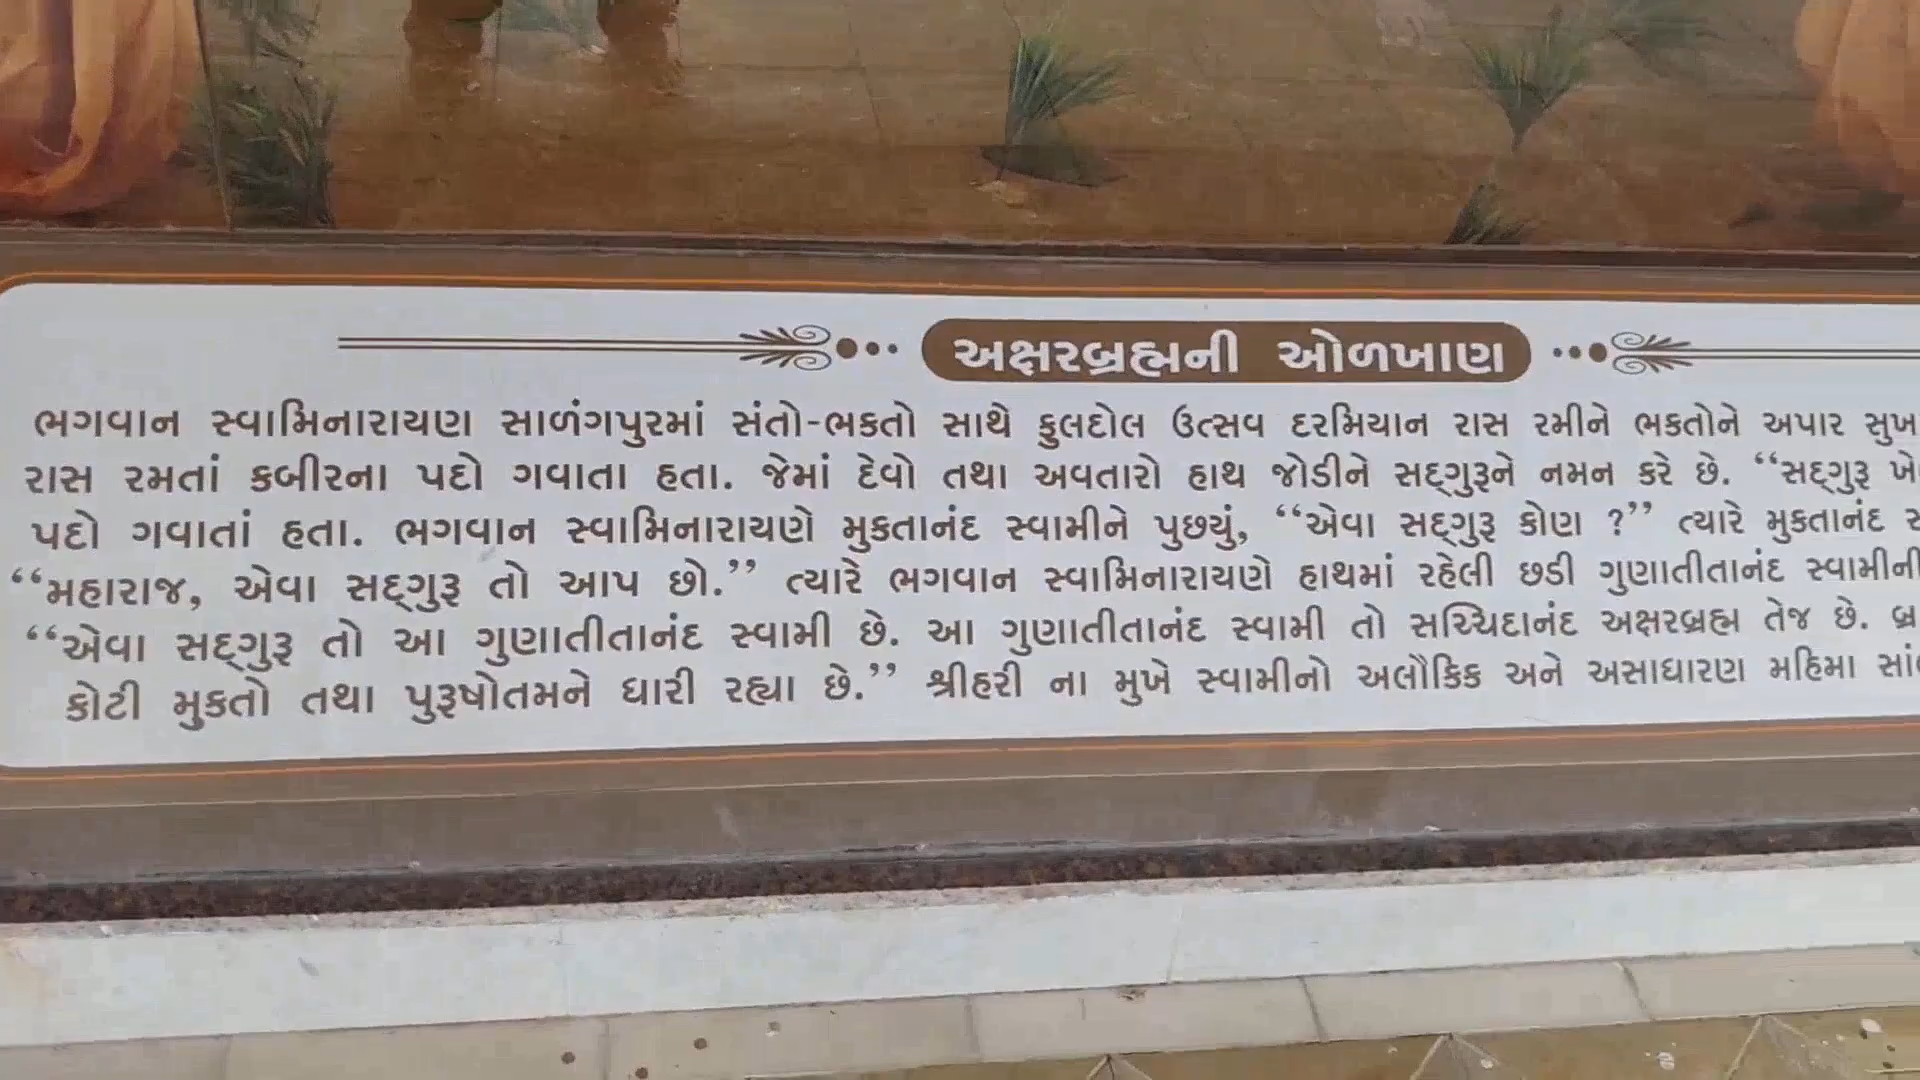 અક્ષરબ્રહ્મની ઓળખાણ
ભગવાન સ્વામિનારાયણ સાળંગપુરમાં સંતો-ભકતો સાથે ફુલદોલ ઉત્સવ દરમિયાન રાસ રમીને ભકતોને અપાર સુખ
રાસ રમતાં કબીરના પદો ગવાતા હતા. જેમાં દેવો તથા અવતારો હાથ જોડીને સદ્‌ગુરૂને નમન કરે છે. “સદ્‌ગુરૂ
પદો ગવાતાં હતા. ભગવાન સ્વામિનારાયણે મુકતાનંદ સ્વામીને પુછયું, “એવા સદ્‌ગુરૂ કોણ ?” ત્યારે મુકતાનંદ
“મહારાજ, એવા સદ્‌ગુરૂ તો આપ છો.” ત્યારે ભગવાન સ્વામિનારાયણે હાથમાં રહેલી છડી ગુણાતીતાનંદ સ્વામીની
“એવા સદ્‌ગુરૂ તો આ ગુણાતીતાનંદ સ્વામી છે. આ ગુણાતીતાનંદ સ્વામી તો સચ્ચિદાનંદ અક્ષરબ્રહ્મ તેજ છે.
કોટી મુકતો તથા પુરૂષોતમને ધારી રહ્યા છે.” શ્રીહરી ના મુખે સ્વામીનો અલૌકિક અને અસાધારણ મહિમા